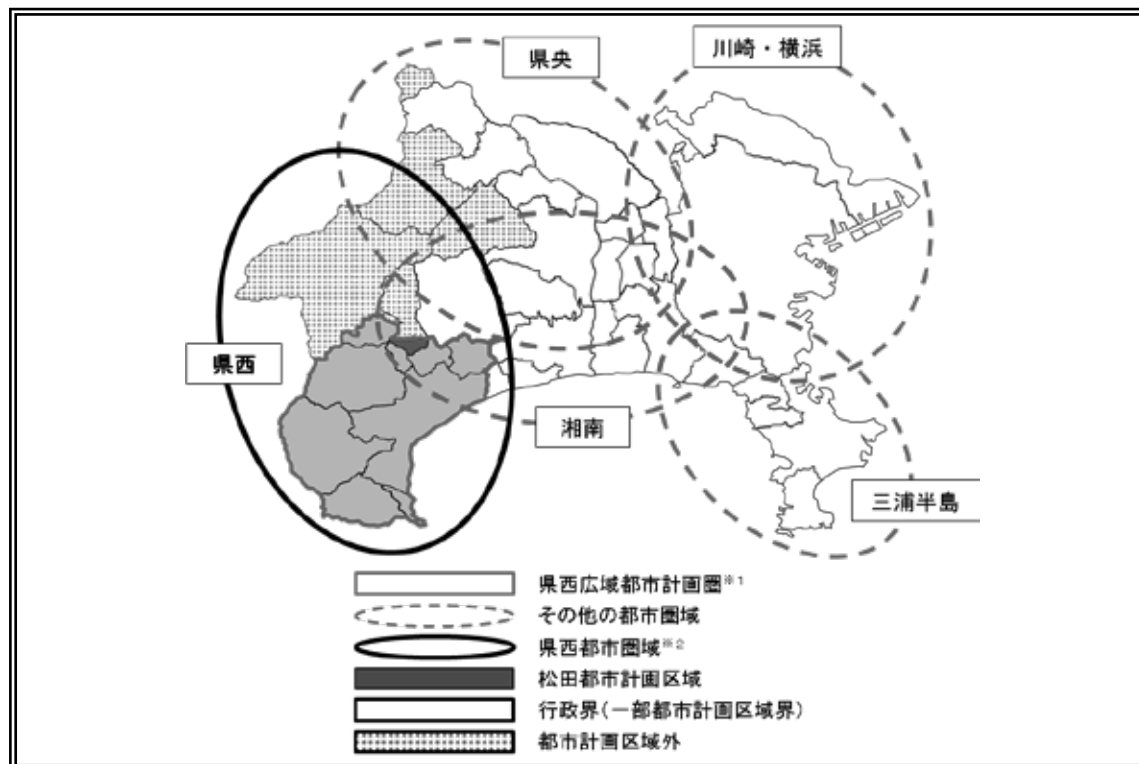 県央
川崎・横浜
県西
湘南
三浦半島
県西広域都市計画圏※1
その他の都市圏域
県西都市圏域※2
松田都市計画区域
行政界(一部都市計画区域界)
都市計画区域外